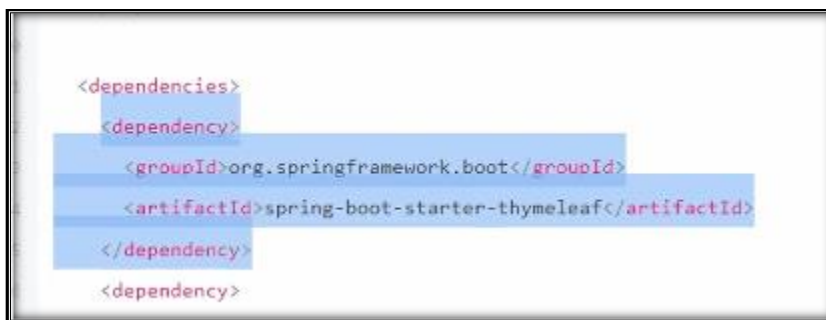 <dependencies>
<dependency>
<groupId>org.springframework.boot</groupId>
<artifactId>spring-boot-starter-thymeleaf</artifactId>
</dependency>
<dependency>